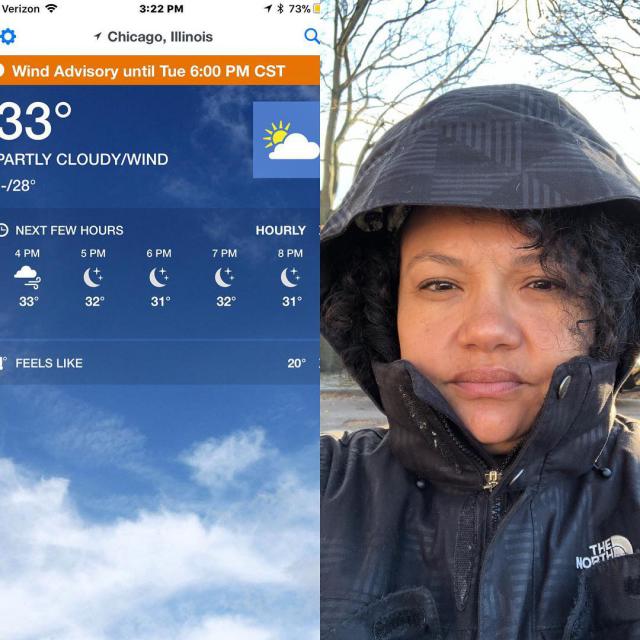 Verizon 3:22 PM 73%
Chicago, Illinois
Wind Advisory until Tue 6:00 PM CST
33°
PARTLY CLOUDY/WIND
-/28°
NEXT FEW HOURS HOURLY
4 PM 5 PM 6 PM 7 PM 8 PM
33° 32° 31° 32° 31°
FEELS LIKE 20°
THE
NORTH